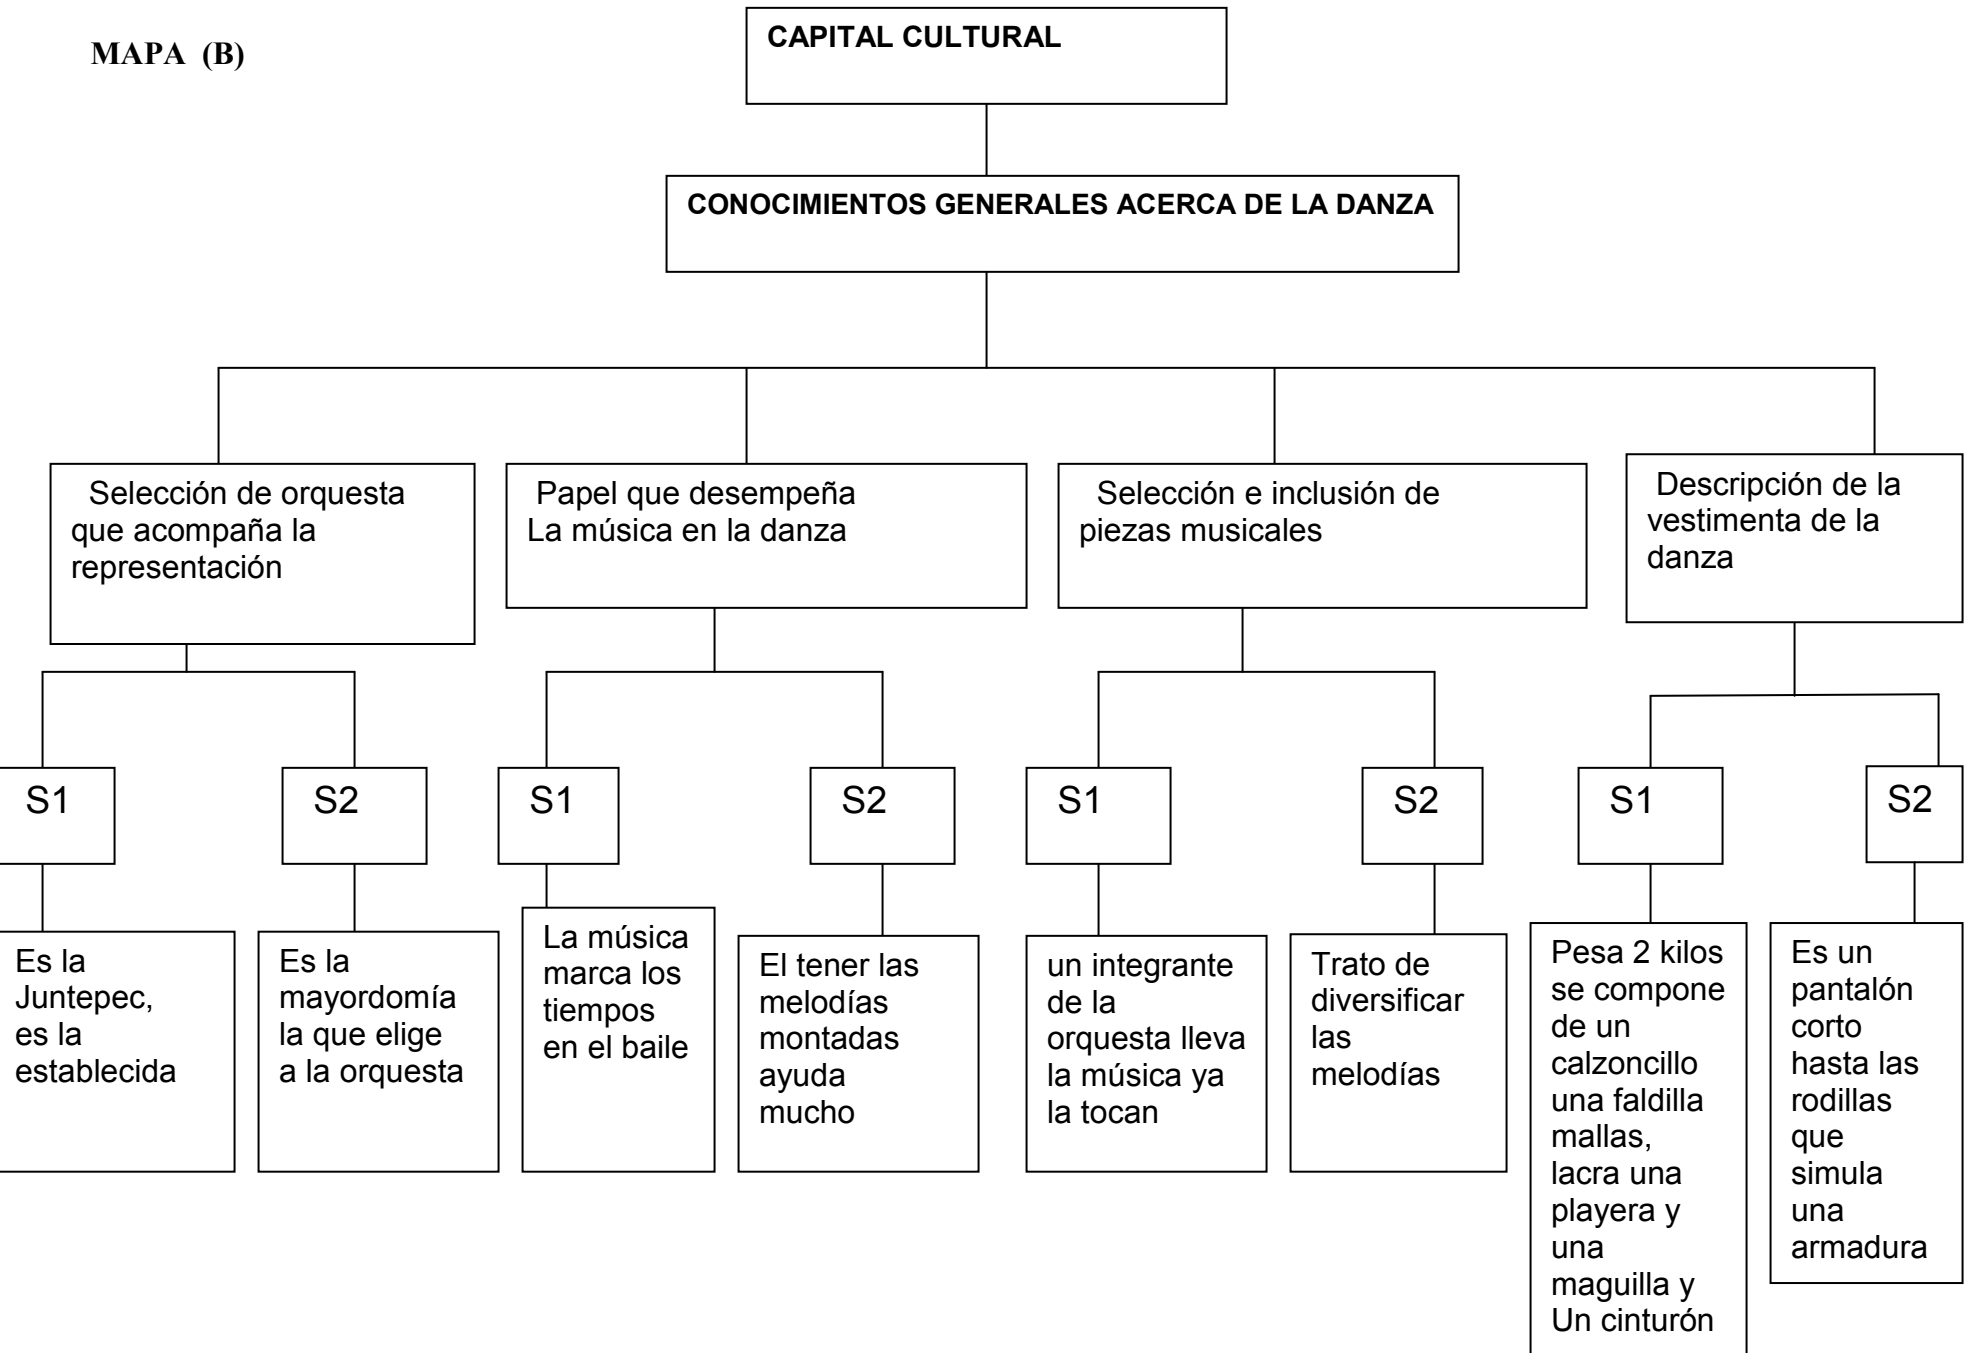 MAPA (B)
CAPITAL CULTURAL
CONOCIMIENTOS GENERALES ACERCA DE LA DANZA
Selección de orquesta
que acompaña la
representación
Papel que desempeña
La música en la danza
Selección e inclusión de
piezas musicales
Descripción de la
vestimenta de la
danza
S1
S2
S1
S2
S1
S2
S1
S2
Es la
Juntepec,
es la
establecida
Es la
mayordomía
la que elige
a la orquesta
La música
marca los
tiempos
en el baile
El tener las
melodías
montadas
ayuda
mucho
un integrante
de la
orquesta lleva
la música ya
la tocan
Trato de
diversificar
las
melodías
Pesa 2 kilos
se compone
de un
calzoncillo
una faldilla
mallas,
lacra una
playera y
una
maguilla y
Un cinturón
Es un
pantalón
corto
hasta las
rodillas
que
simula
una
armadura